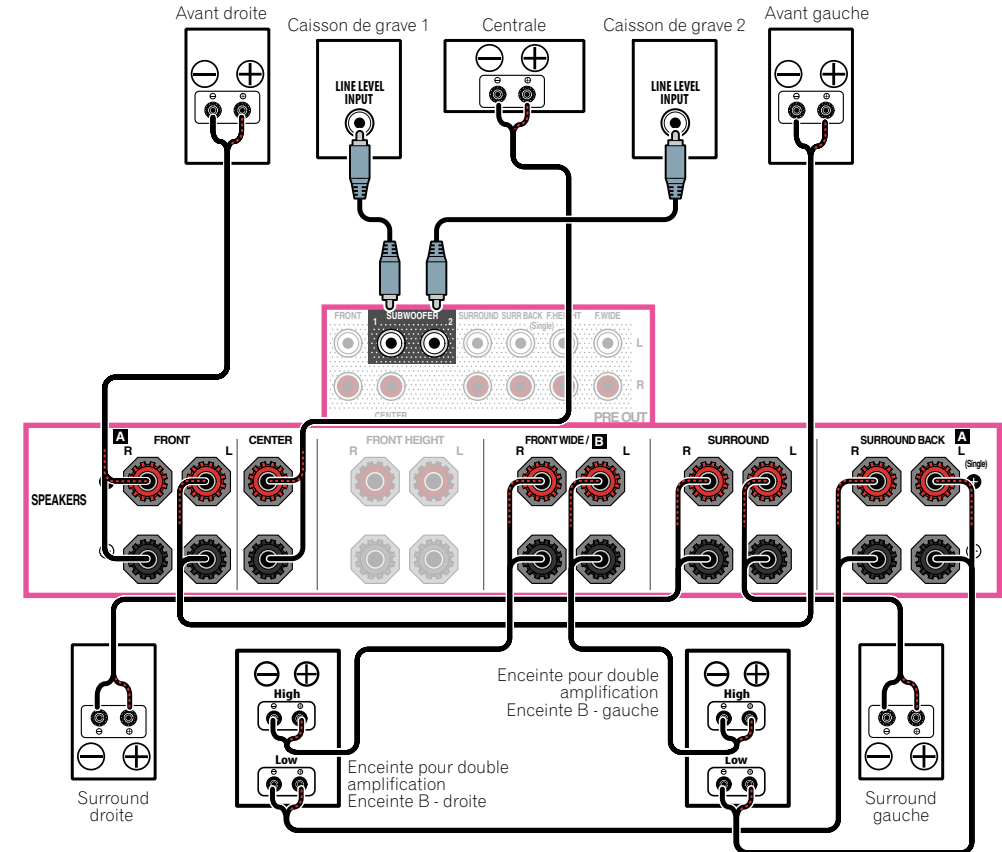 Avant droite
Caisson de grave 1
Centrale
Caisson de grave 2
Avant gauche
LINE LEVEL
INPUT
LINE LEVEL
INPUT
FRONT
SUBWOOFER
1
2
SURROUND
SURR BACK
(Single)
F.HEIGHT
F.WIDE
L
R
CENTER
PRE OUT
SPEAKERS
A
FRONT
R
L
CENTER
FRONT HEIGHT
R
L
FRONT WIDE / B
R
L
SURROUND
R
L
SURROUND BACK
A
R
L
(Single)
High
Low
Enceinte pour double
amplification
Enceinte B - droite
Enceinte pour double
amplification
Enceinte B - gauche
High
Low
Surround
droite
Surround
gauche